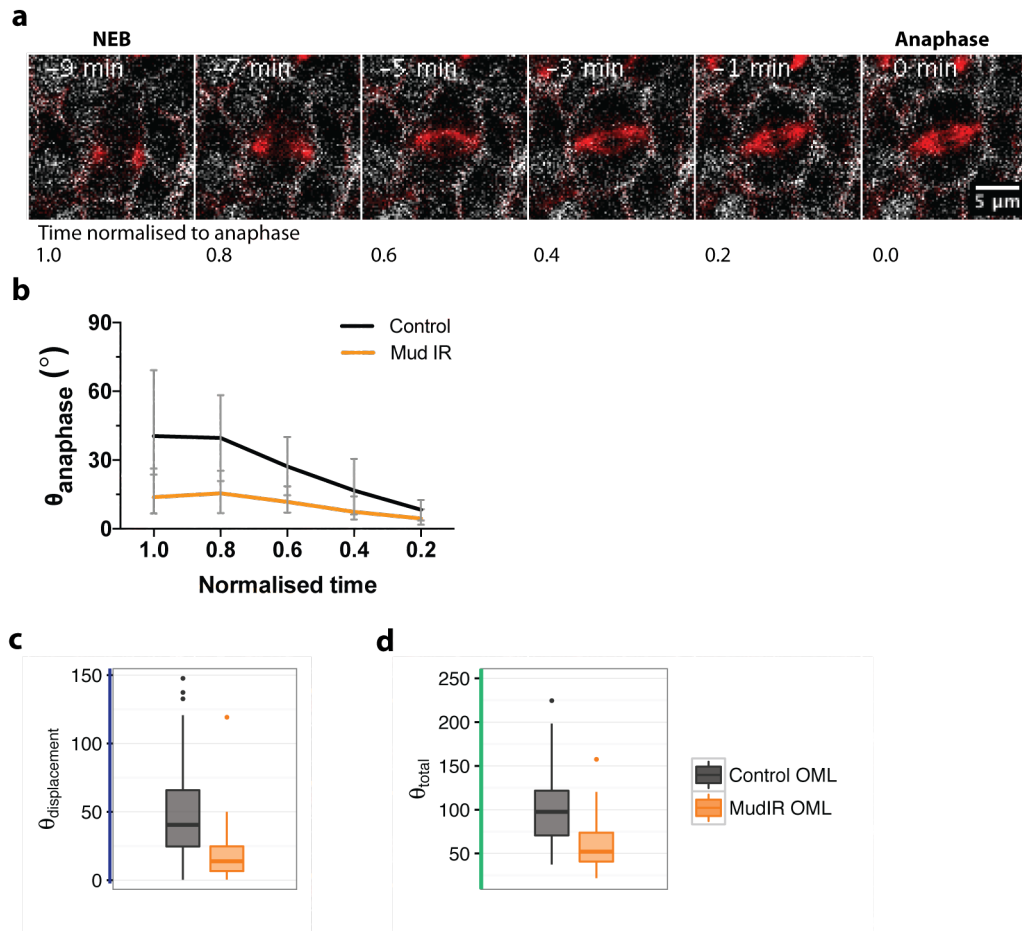 a
NEB Anaphase
-9 min -7 min -5 min -3 min -1 min 0 min
5 µm
Time normalised to anaphase
1.0 0.8 0.6 0.4 0.2 0.0
b
90
60
30
0
θanaphase (°)
Control
Mud IR
1.0 0.8 0.6 0.4 0.2
Normalised time
c
150
100
50
0
θdisplacement
d
250
200
150
100
50
θtotal
Control OML
MudIR OML